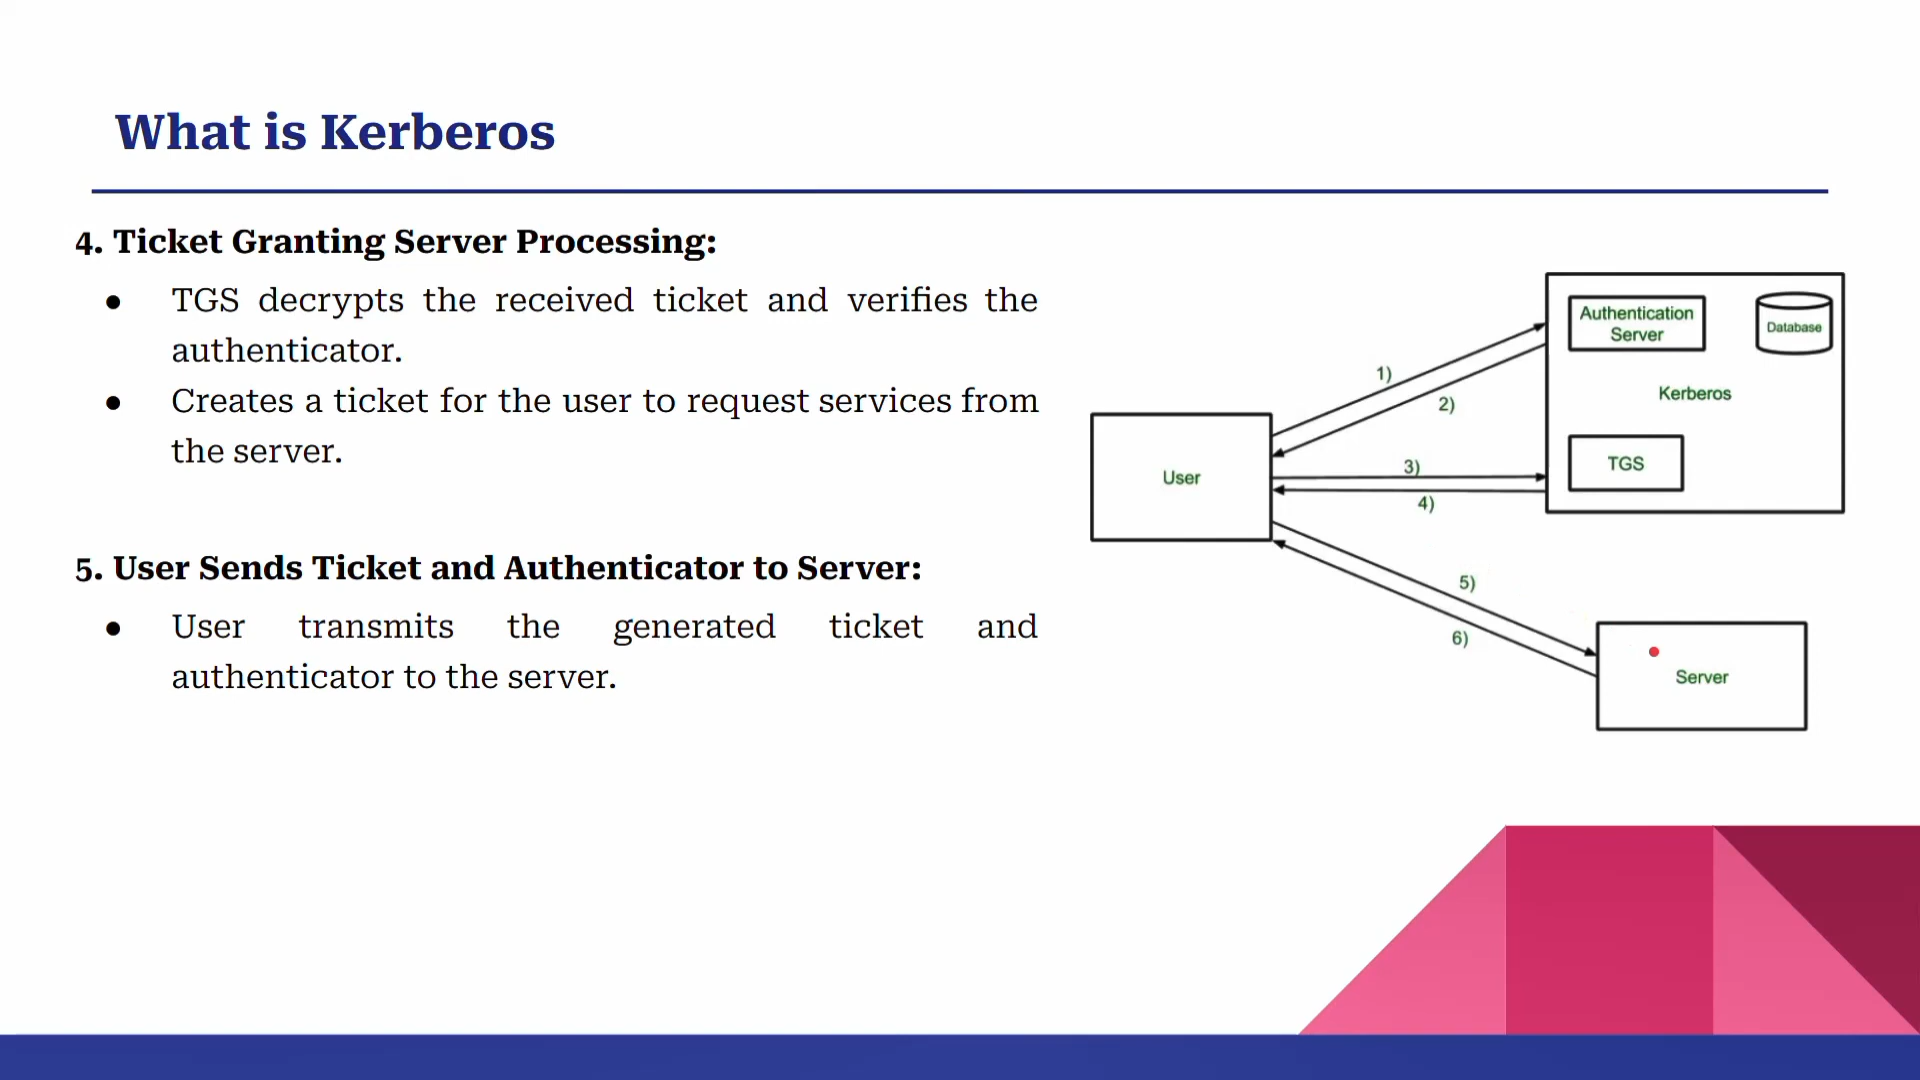 What is Kerberos
4. Ticket Granting Server Processing:
● TGS decrypts the received ticket and verifies the
authenticator.
● Creates a ticket for the user to request services from
the server.
5. User Sends Ticket and Authenticator to Server:
● User transmits the generated ticket and
authenticator to the server.
Authentication
Server
Database
Kerberos
TGS
User
1)
2)
3)
4)
5)
6)
Server